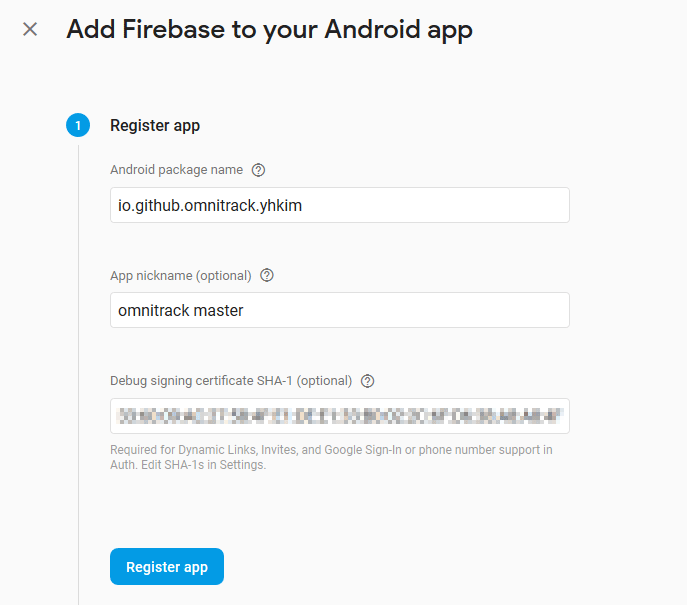 Add Firebase to your Android app
1 Register app
Android package name
io.github.omnitrack.yhkim
App nickname (optional)
omnitrack master
Debug signing certificate SHA-1 (optional)
Required for Dynamic Links, Invites, and Google Sign-In or phone number support in
Auth. Edit SHA-1s in Settings.
Register app